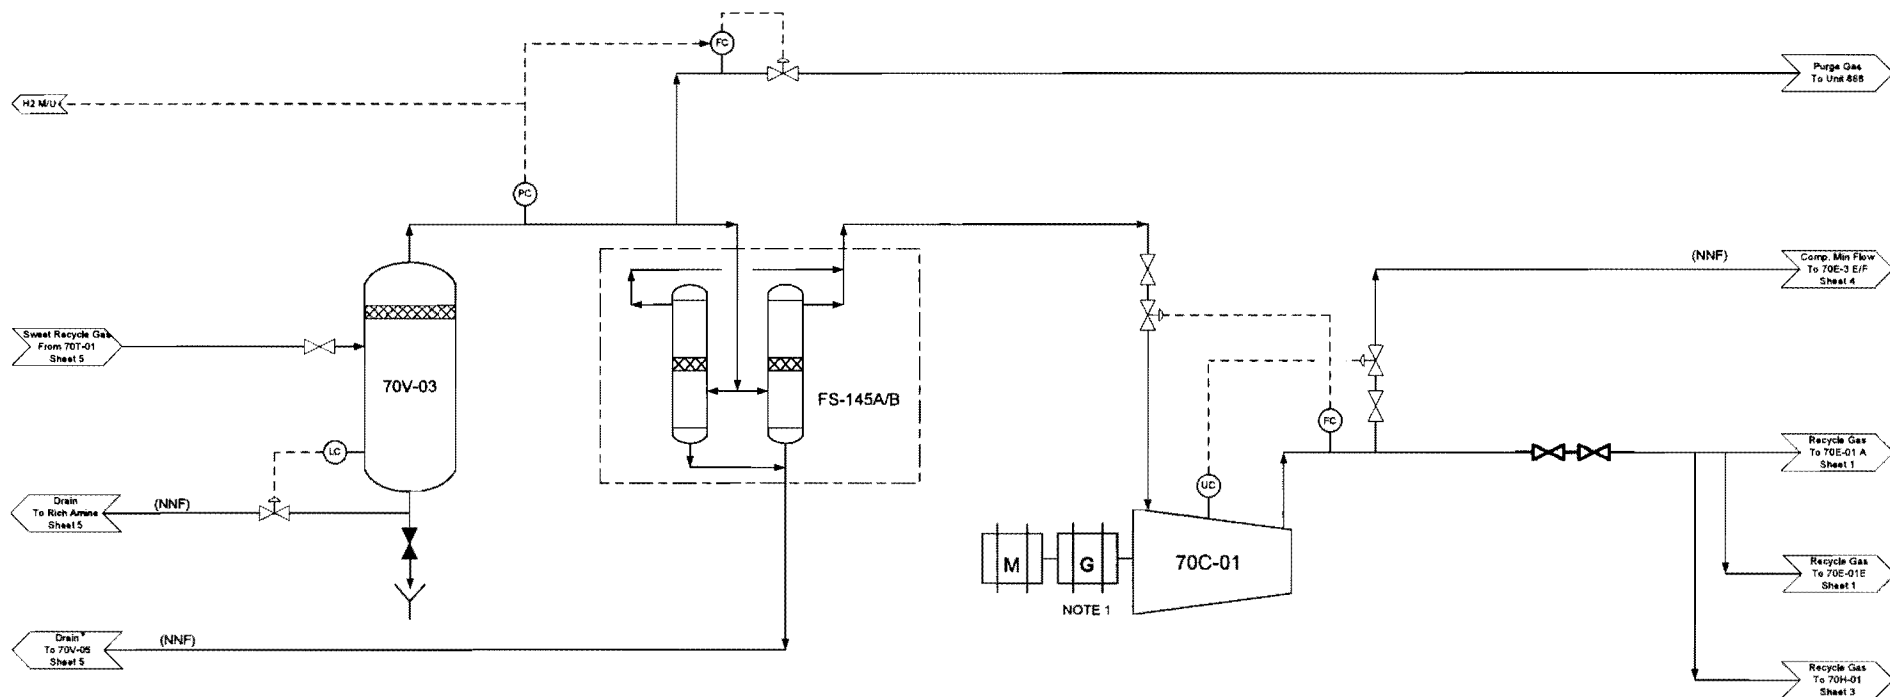 FC
Purge Gas
To Unit 865
H2 M/U
PC
(NNF)
Comp. Min Flow
To 70E-3 E/F
Sheet 4
Sweet Recycle Gas
From 70T-01
Sheet 5
70V-03
FS-145A/B
FC
LC
Recycle Gas
To 70E-01 A
Sheet 1
UC
Drain
To Rich Amine
Sheet 5
(NNF)
M
G
70C-01
NOTE 1
Recycle Gas
To 70E-01E
Sheet 1
Drain
To 70V-05
Sheet 5
(NNF)
Recycle Gas
To 70H-01
Sheet 3